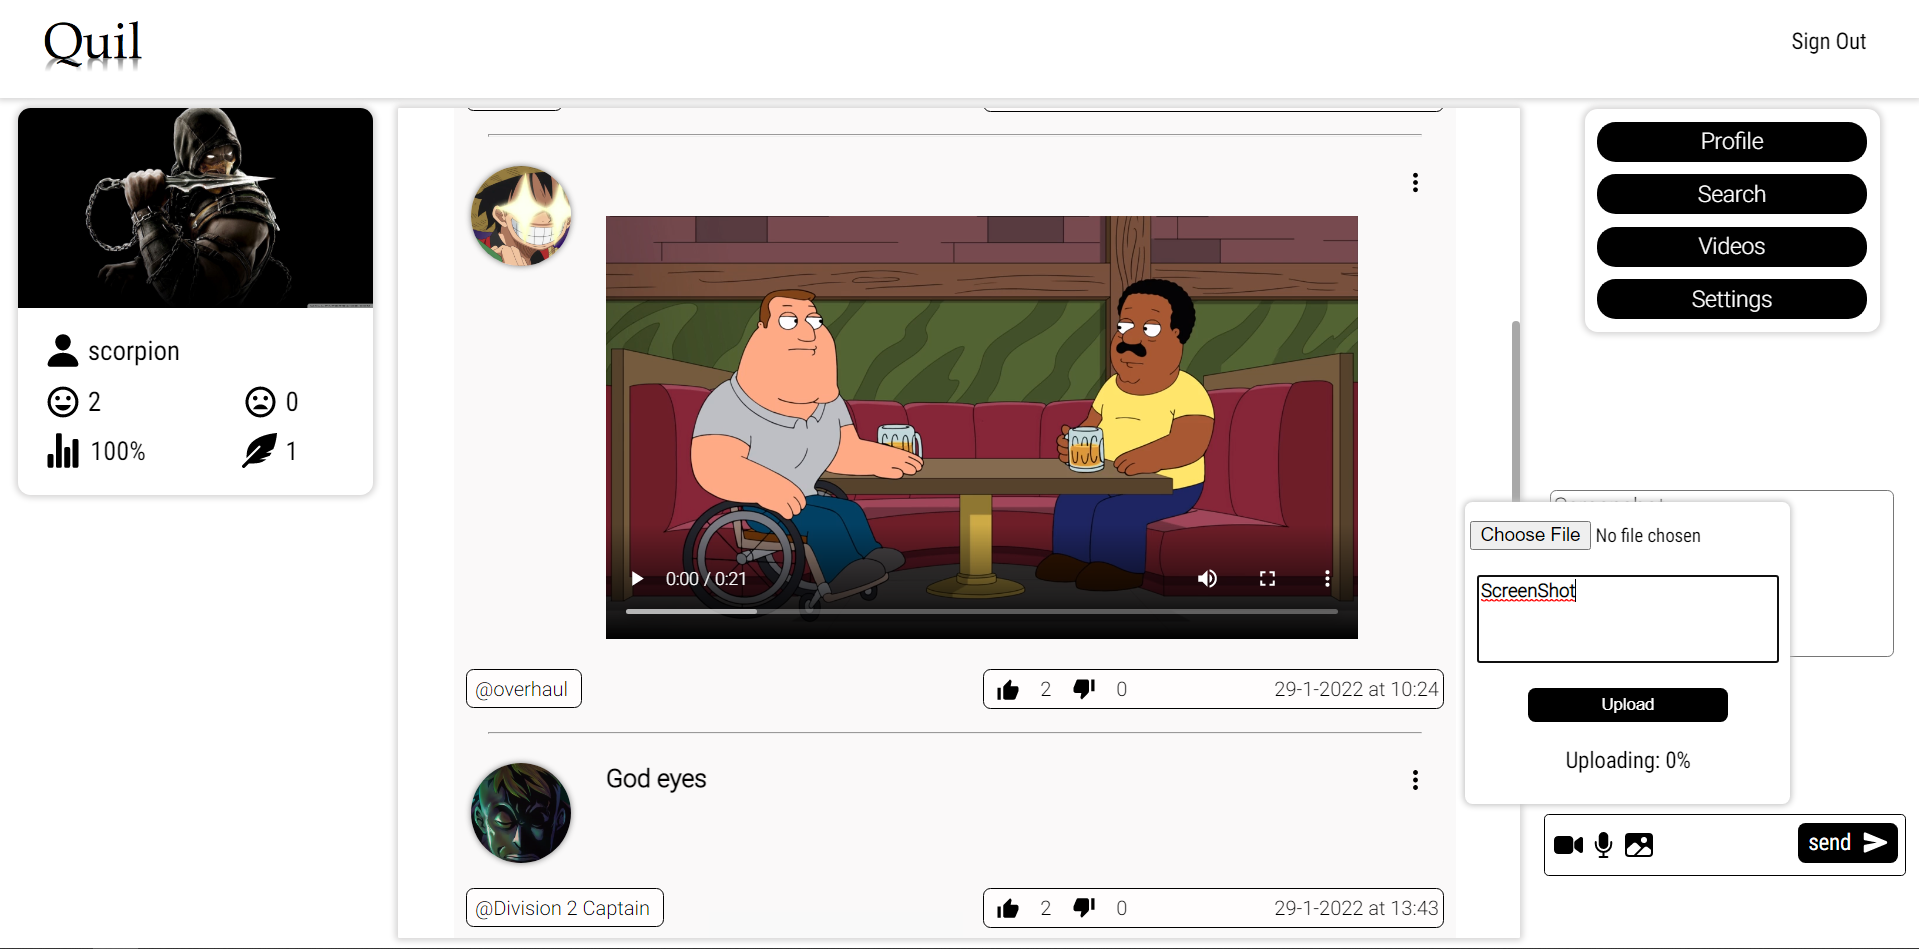 Quil
Sign Out
scorpion
2
0
100%
1
0:00 / 0:21
@overhaul
2
0
29-1-2022 at 10:24
God eyes
@Division 2 Captain
2
0
29-1-2022 at 13:43
Profile
Search
Videos
Settings
Choose File No file chosen
ScreenShot
Upload
Uploading: 0%
send